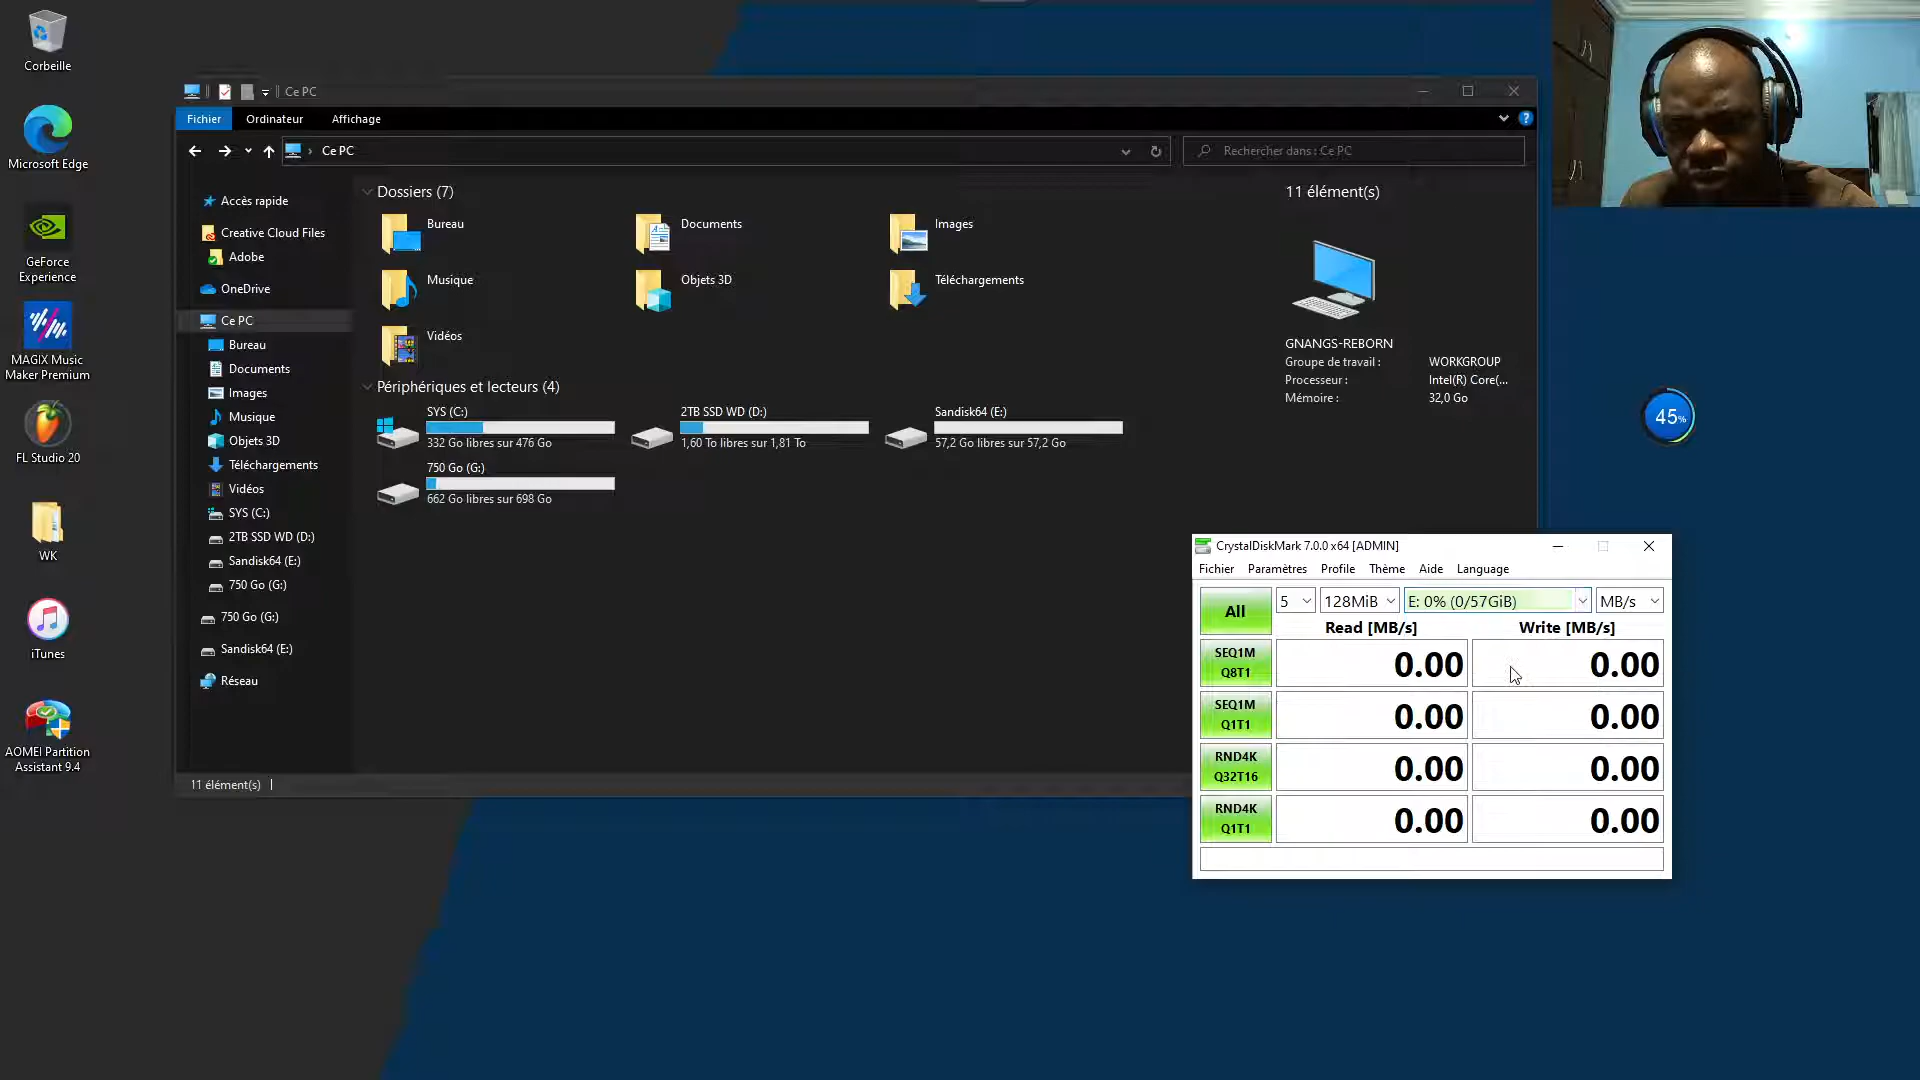 Corbeille
Microsoft Edge
GeForce
Experience
MAGIX Music
Maker Premium
FL Studio 20
WK
iTunes
AOMEI Partition
Assistant 9.4
Ce PC
Fichier
Ordinateur
Affichage
?
› Ce PC
Rechercher dans : Ce PC
Accès rapide
Creative Cloud Files
Adobe
OneDrive
Ce PC
Bureau
Documents
Images
Musique
Objets 3D
Téléchargements
Vidéos
SYS (C:)
2TB SSD WD (D:)
Sandisk64 (E:)
750 Go (G:)
750 Go (G:)
Sandisk64 (E:)
Réseau
Dossiers (7)
Bureau
Documents
Images
Musique
Objets 3D
Téléchargements
Vidéos
Périphériques et lecteurs (4)
SYS (C:)
332 Go libres sur 476 Go
2TB SSD WD (D:)
1,60 To libres sur 1,81 To
Sandisk64 (E:)
57,2 Go libres sur 57,2 Go
750 Go (G:)
662 Go libres sur 698 Go
11 élément(s)
GNANGS-REBORN
Groupe de travail : WORKGROUP
Processeur : Intel(R) Core(...
Mémoire : 32,0 Go
11 élément(s)
45%
CrystalDiskMark 7.0.0 x64 [ADMIN]
Fichier Paramètres Profile Thème Aide Language
All 5 128MiB E: 0% (0/57GiB) MB/s
Read [MB/s] Write [MB/s]
SEQ1M
Q8T1
0.00 0.00
SEQ1M
Q1T1
0.00 0.00
RND4K
Q32T16
0.00 0.00
RND4K
Q1T1
0.00 0.00